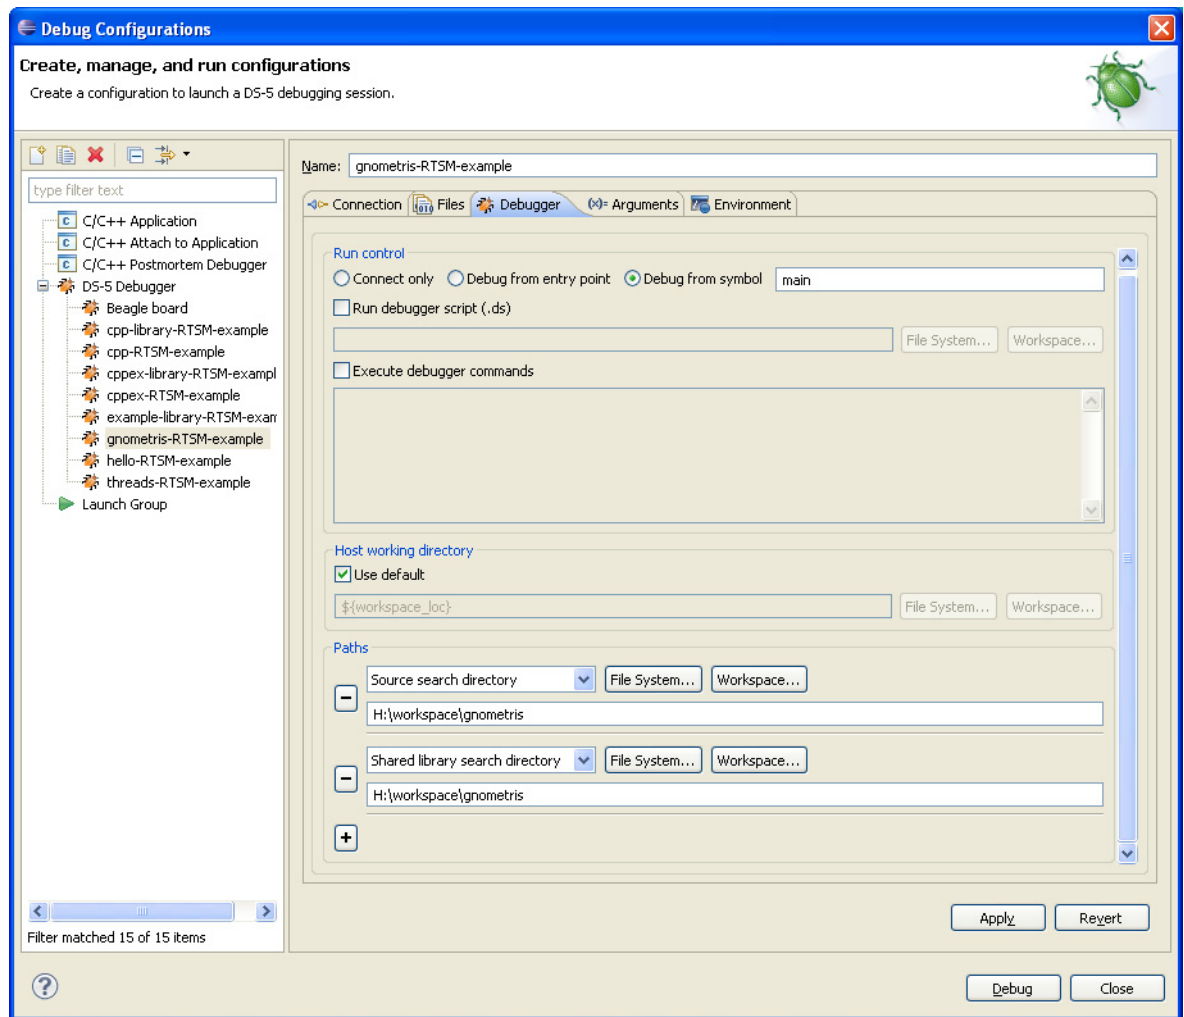 Debug Configurations
Create, manage, and run configurations
Create a configuration to launch a DS-5 debugging session.
type filter text
C/C++ Application
C/C++ Attach to Application
C/C++ Postmortem Debugger
DS-5 Debugger
Beagle board
cpp-library-RTSM-example
cpp-RTSM-example
cppex-library-RTSM-exampl
cppex-RTSM-example
example-library-RTSM-exam
gnometris-RTSM-example
hello-RTSM-example
threads-RTSM-example
Launch Group
Filter matched 15 of 15 items
Name: gnometris-RTSM-example
Connection Files Debugger (x)= Arguments Environment
Run control
Connect only Debug from entry point Debug from symbol main
Run debugger script (.ds)
File System... Workspace...
Execute debugger commands
Host working directory
Use default
${workspace_loc} File System... Workspace...
Paths
Source search directory File System... Workspace...
H:\workspace\gnometris
Shared library search directory File System... Workspace...
H:\workspace\gnometris
Apply Revert
Debug Close